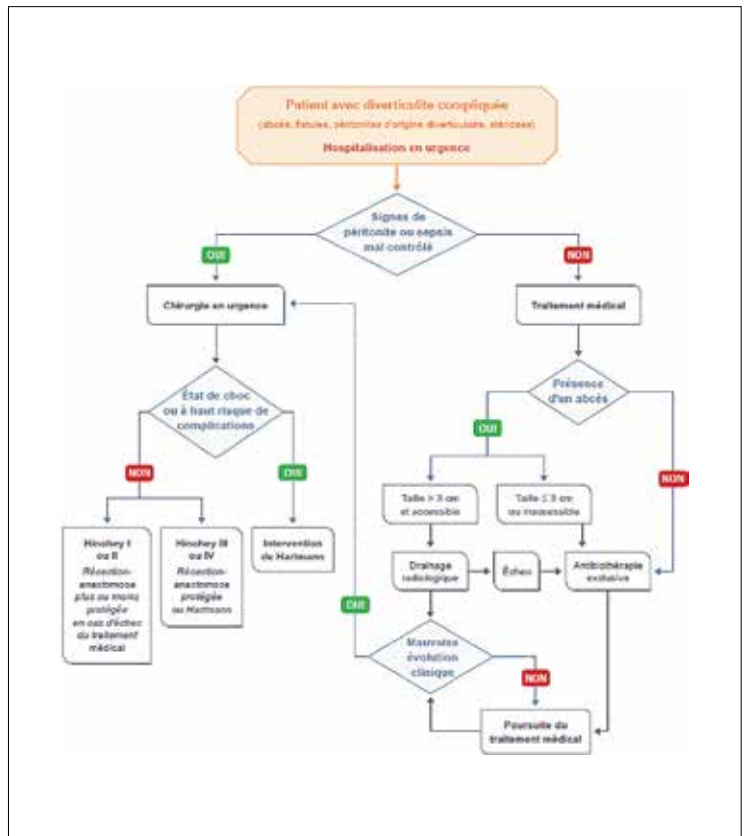 Patient avec diverticulite compliquée
(abcès, fistules, péritonites d'origine diverticulaire, sténoses)
Hospitalisation en urgence
Signes de
péritonite ou sepsis
mal contrôlé
OUI
NON
Chirurgie en urgence
Traitement médical
État de choc
ou à haut risque de
complications
Présence
d'un abcès
OUI
NON
OUI
NON
Taille > 3 cm
et accessible
Taille ≤ 3 cm
ou inaccessible
Hinchey I
ou II
Résection-
anastomose
plus ou moins
protégée
en cas d'échec
du traitement
médical
Hinchey III
ou IV
Résection-
anastomose
protégée
ou Hartmann
Intervention
de Hartmann
Drainage
radiologique
Échec
Antibiothérapie
exclusive
OUI
Mauvaise
évolution
clinique
NON
Poursuite du
traitement médical